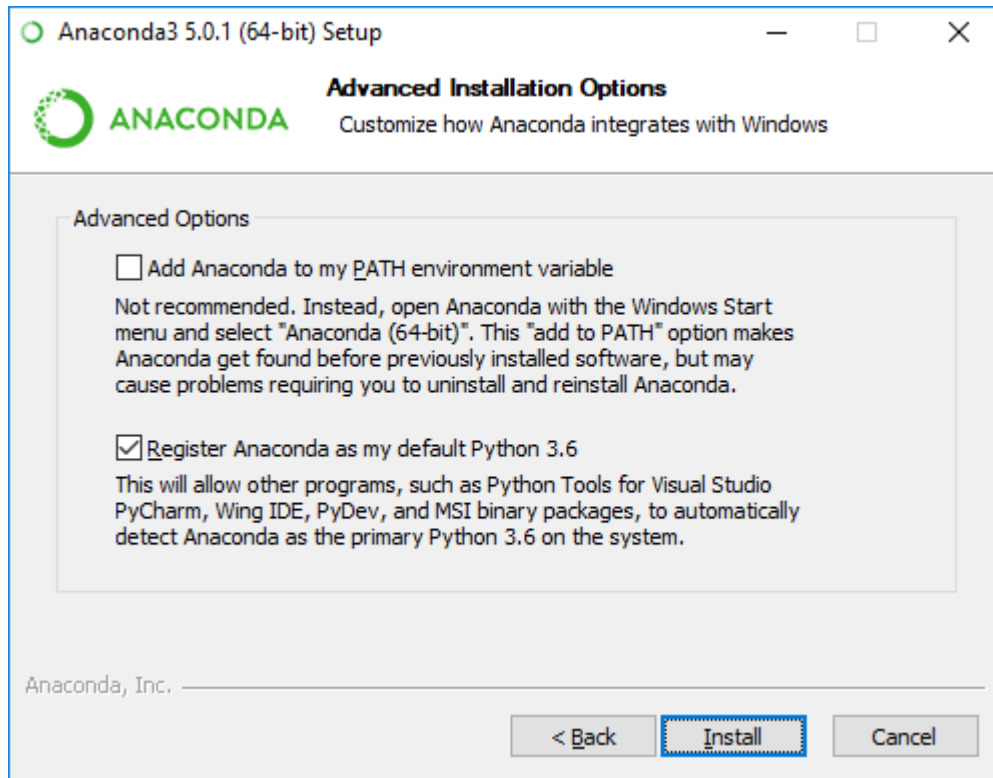 Anaconda3 5.0.1 (64-bit) Setup
ANACONDA
Advanced Installation Options
Customize how Anaconda integrates with Windows
Advanced Options
Add Anaconda to my PATH environment variable
Not recommended. Instead, open Anaconda with the Windows Start
menu and select "Anaconda (64-bit)". This "add to PATH" option makes
Anaconda get found before previously installed software, but may
cause problems requiring you to uninstall and reinstall Anaconda.
Register Anaconda as my default Python 3.6
This will allow other programs, such as Python Tools for Visual Studio
PyCharm, Wing IDE, PyDev, and MSI binary packages, to automatically
detect Anaconda as the primary Python 3.6 on the system.
Anaconda, Inc.
< Back
Install
Cancel